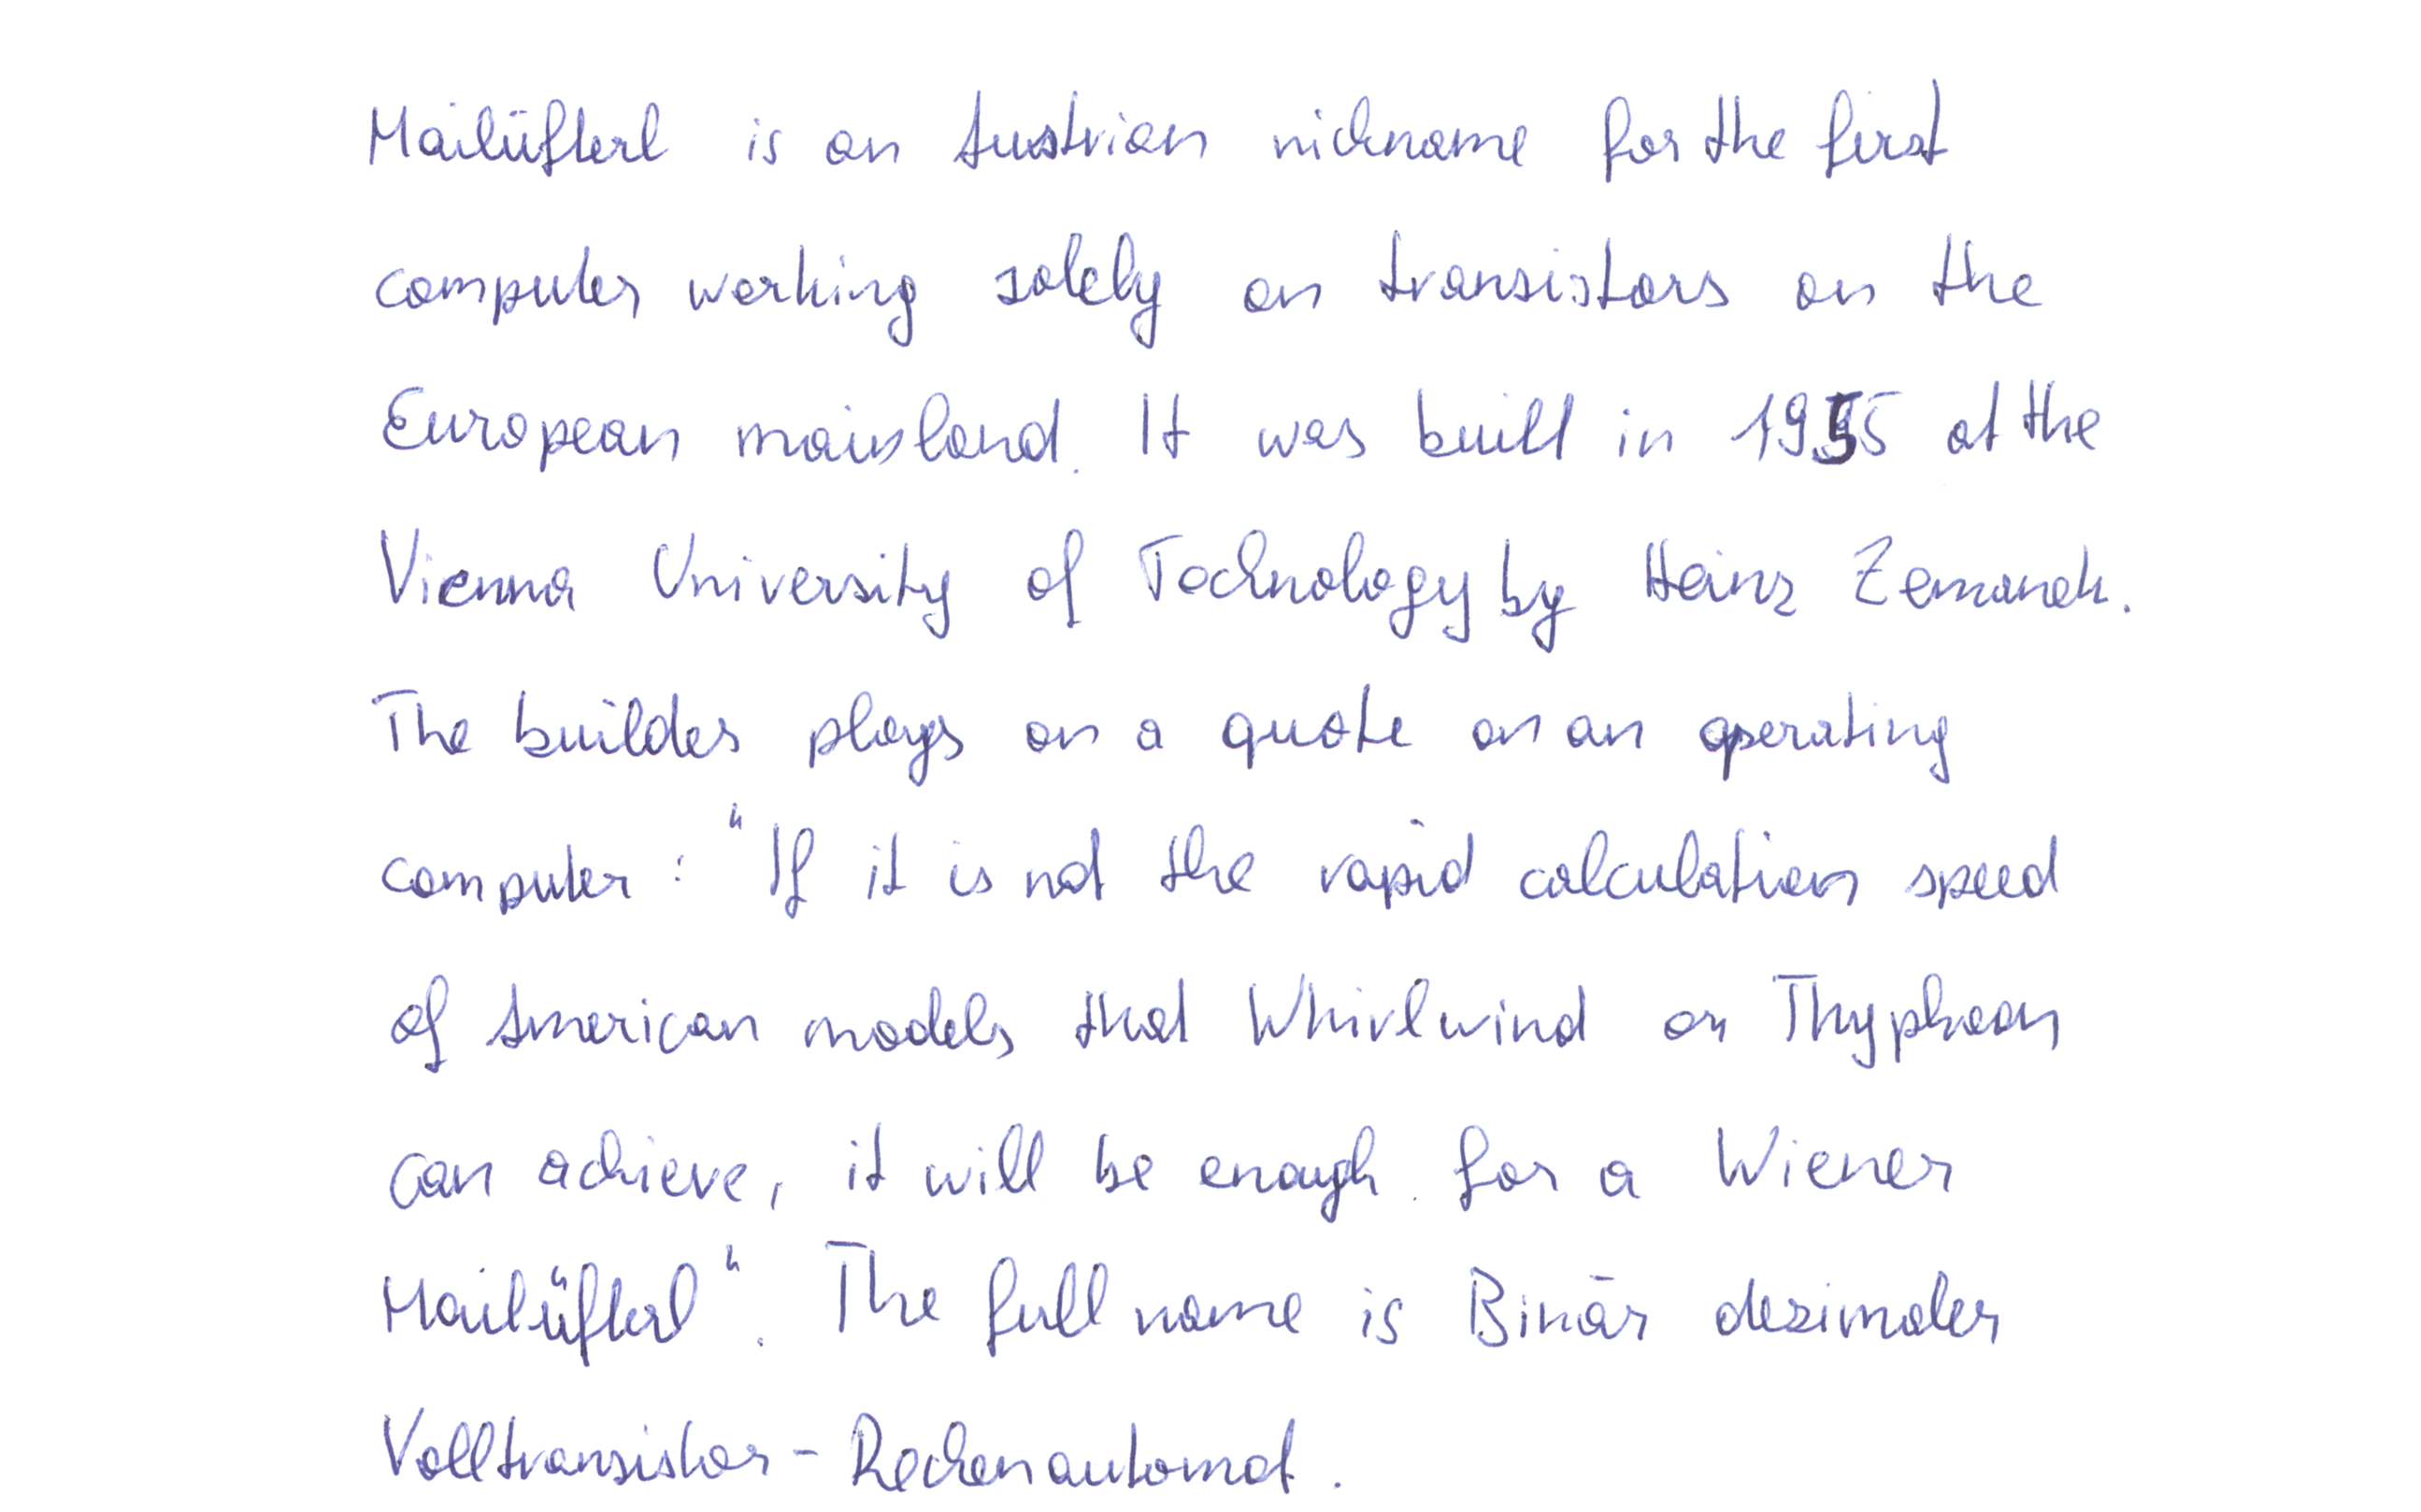 Mailüfterl is an Austrian nickname for the first
computer working solely on transistors on the
European mainland. It was built in 1955 at the
Vienna University of Technology by Heinz Zemanek.
The builder plays on a quote on an operating
computer: "If it is not the rapid calculation speed
of American models that Whirlwind or Thyphoon
can achieve, it will be enough for a Wiener
Mailüfterl". The full name is Binär dezimaler
Volltransistor-Rechenautomat.